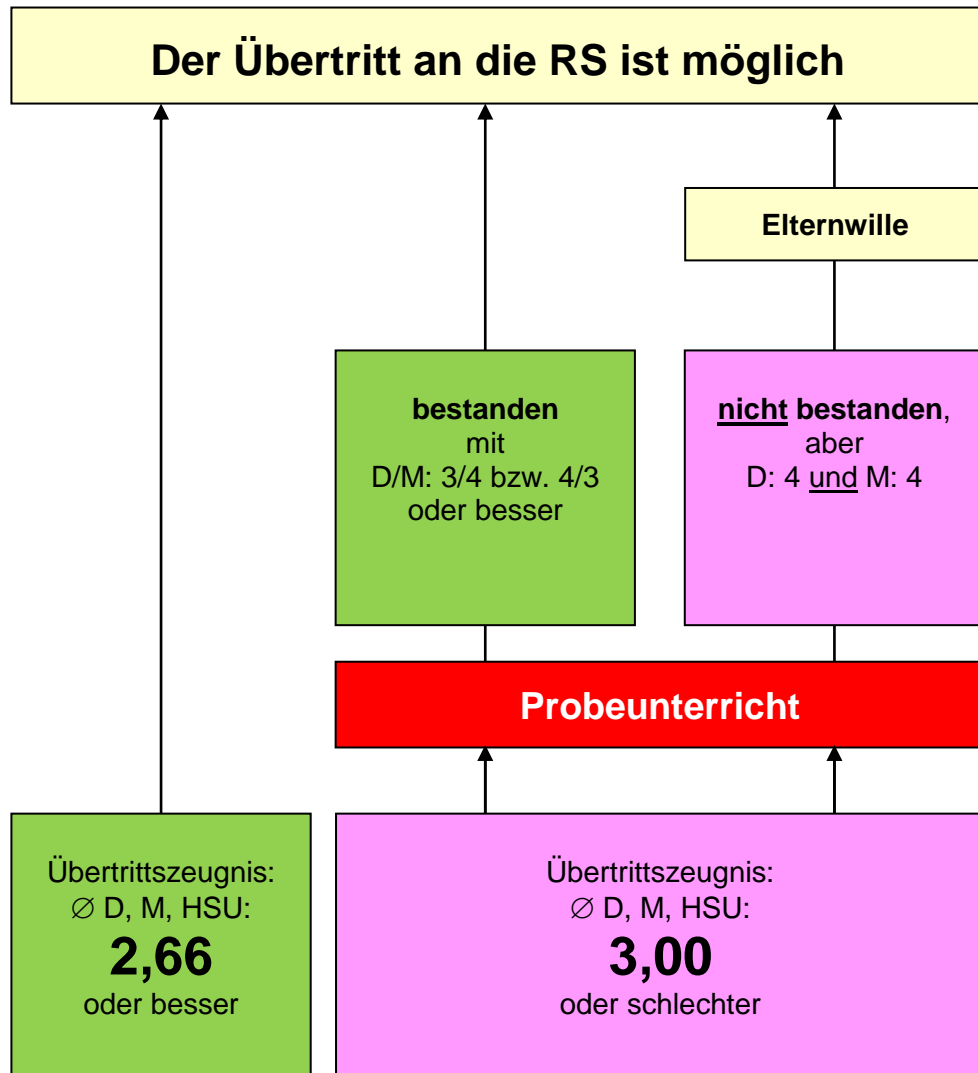 Der Übertritt an die RS ist möglich
Elternwille
bestanden
mit
D/M: 3/4 bzw. 4/3
oder besser
nicht bestanden,
aber
D: 4 und M: 4
Probeunterricht
Übertrittszeugnis:
∅ D, M, HSU:
2,66
oder besser
Übertrittszeugnis:
∅ D, M, HSU:
3,00
oder schlechter